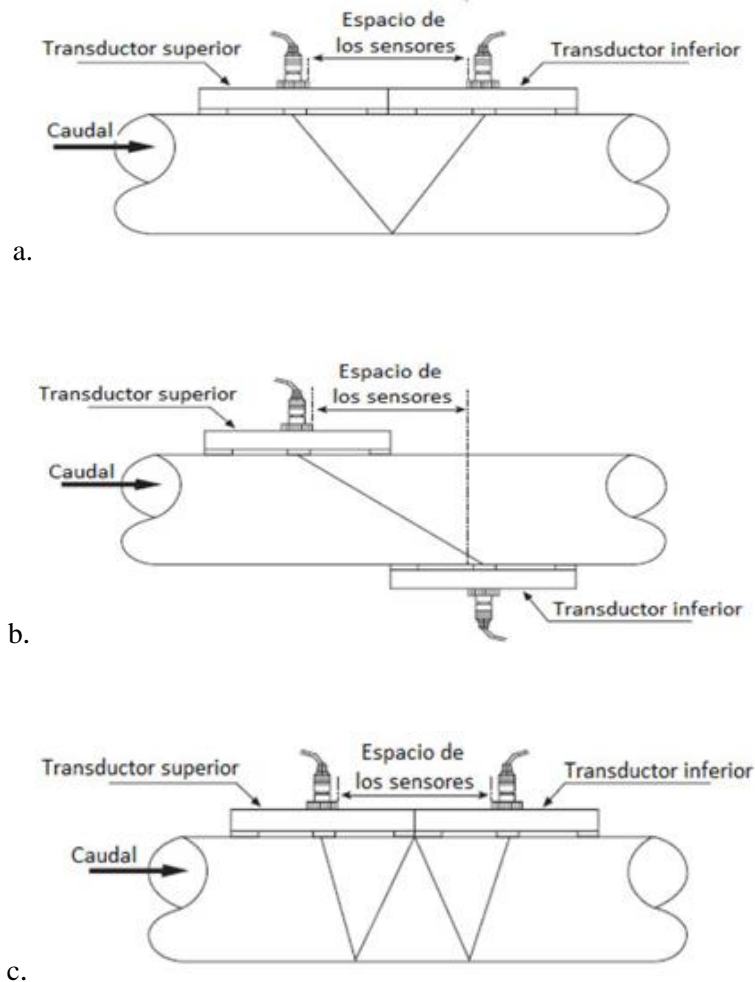 Espacio de
los sensores
Transductor superior
Transductor inferior
Caudal
a.
Espacio de
los sensores
Transductor superior
Caudal
Transductor inferior
b.
Espacio de
los sensores
Transductor superior
Transductor inferior
Caudal
c.